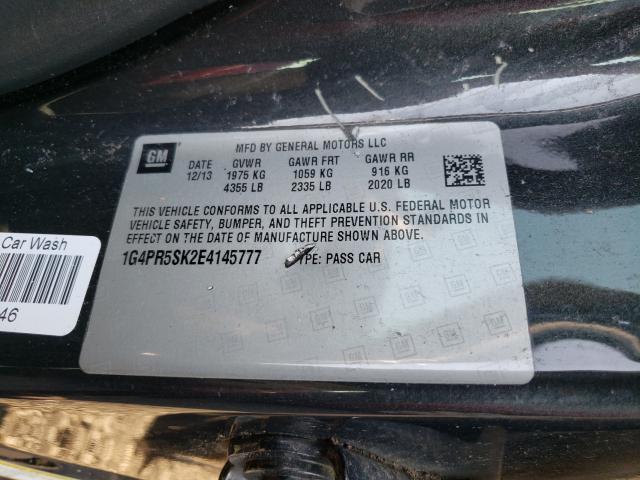 MFD BY GENERAL MOTORS LLC
GM
DATE GVWR GAWR FRT GAWR RR
12/13 1975 KG 1059 KG 916 KG
4355 LB 2335 LB 2020 LB
THIS VEHICLE CONFORMS TO ALL APPLICABLE U.S. FEDERAL MOTOR
VEHICLE SAFETY, BUMPER, AND THEFT PREVENTION STANDARDS IN
EFFECT ON THE DATE OF MANUFACTURE SHOWN ABOVE.
1G4PR5SK2E4145777 TYPE: PASS CAR
Car Wash
46